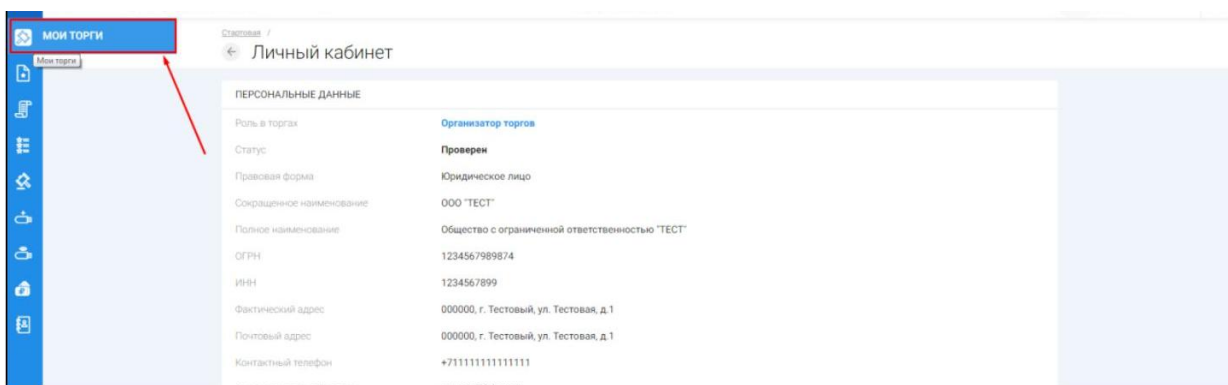 МОИ ТОРГИ
Мои торги
Стартовая /
Личный кабинет
ПЕРСОНАЛЬНЫЕ ДАННЫЕ
Роль в торгах Организатор торгов
Статус Проверен
Правовая форма Юридическое лицо
Сокращенное наименование ООО "ТЕСТ"
Полное наименование Общество с ограниченной ответственностью "ТЕСТ"
ОГРН 1234567989874
ИНН 1234567899
Фактический адрес 000000, г. Тестовый, ул. Тестовая, д.1
Почтовый адрес 000000, г. Тестовый, ул. Тестовая, д.1
Контактный телефон +711111111111111